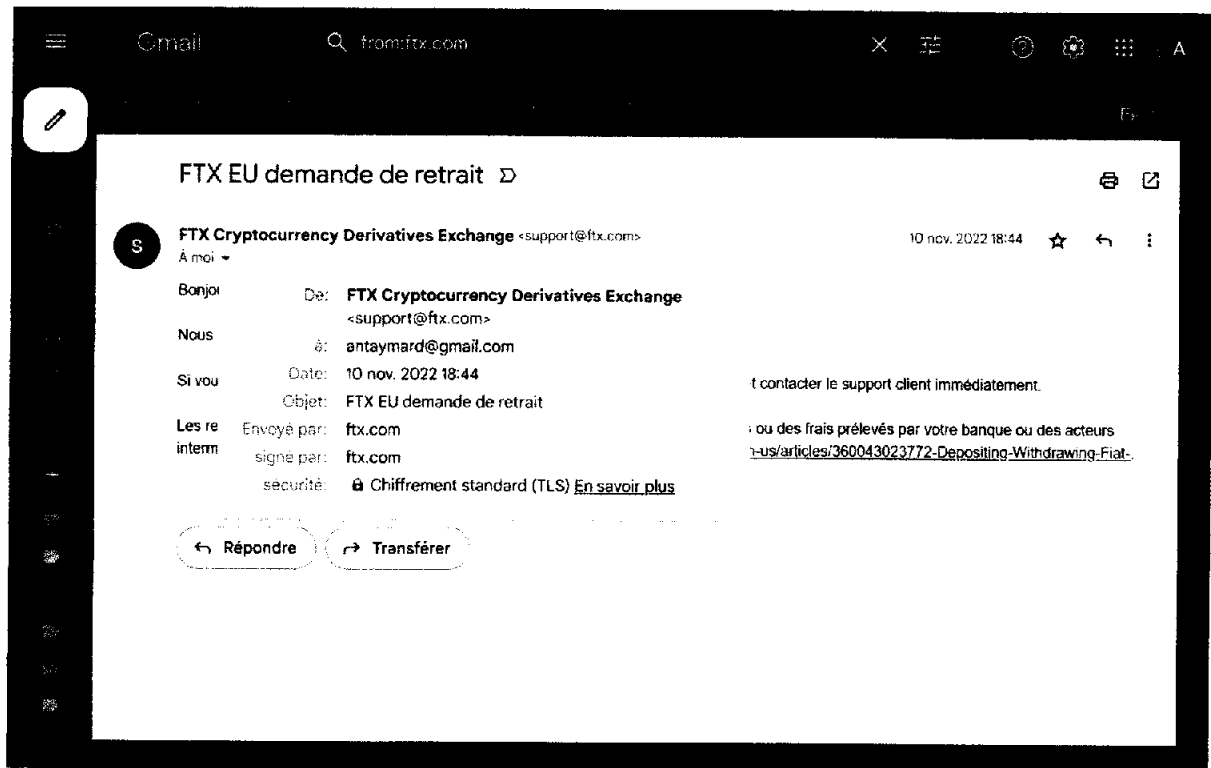 Gmail
from:ftx.com
A
FTX EU demande de retrait
S
FTX Cryptocurrency Derivatives Exchange <support@ftx.com>
10 nov. 2022 18:44
À moi
Bonjou
De: FTX Cryptocurrency Derivatives Exchange
<support@ftx.com>
Nous
à: antaymard@gmail.com
Date: 10 nov. 2022 18:44
Si vou
t contacter le support client immédiatement.
Objet: FTX EU demande de retrait
Les re
Envoyé par: ftx.com
s ou des frais prélevés par votre banque ou des acteurs
interm
signé par: ftx.com
n-us/articles/360043023772-Depositing-Withdrawing-Fiat-
sécurité: Chiffrement standard (TLS) En savoir plus
Répondre
Transférer